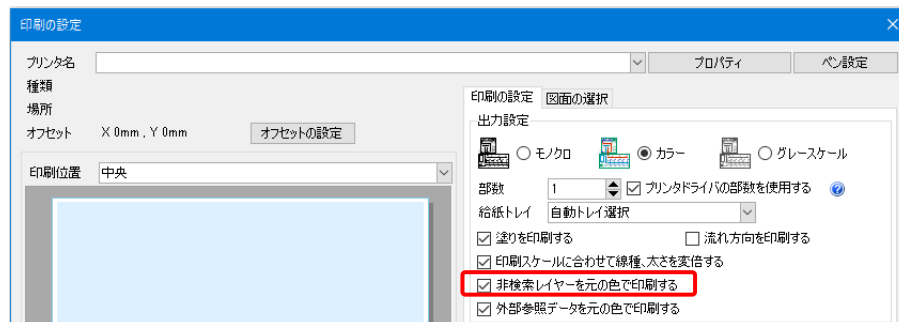 印刷の設定
プリンタ名
プロパティ
ペン設定
種類
場所
オフセット X 0mm , Y 0mm オフセットの設定
印刷位置 中央
印刷の設定 図面の選択
出力設定
モノクロ カラー グレースケール
部数 1 プリンタドライバの部数を使用する
給紙トレイ 自動トレイ選択
塗りを印刷する 流れ方向を印刷する
印刷スケールに合わせて線種、太さを変倍する
非検索レイヤーを元の色で印刷する
外部参照データを元の色で印刷する